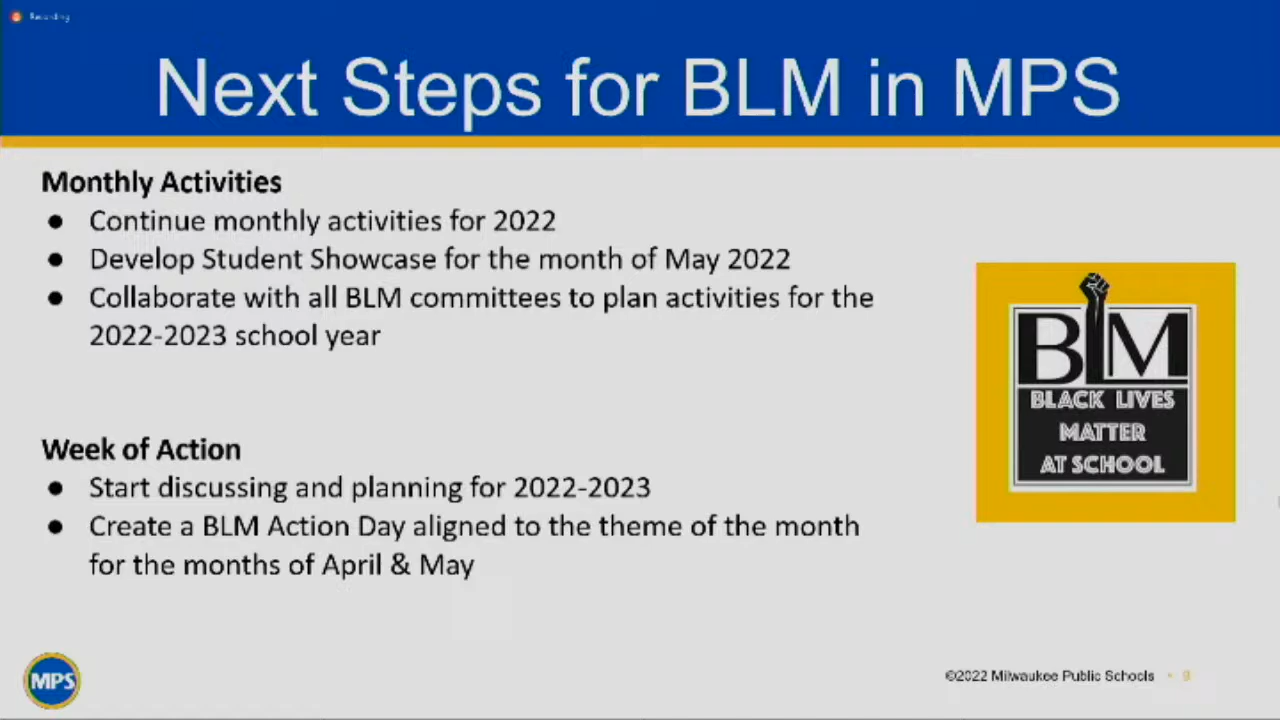 Recording
Next Steps for BLM in MPS
Monthly Activities
● Continue monthly activities for 2022
● Develop Student Showcase for the month of May 2022
● Collaborate with all BLM committees to plan activities for the
2022-2023 school year
BLM
BLACK LIVES
MATTER
AT SCHOOL
Week of Action
● Start discussing and planning for 2022-2023
● Create a BLM Action Day aligned to the theme of the month
for the months of April & May
MPS
©2022 Milwaukee Public Schools • 9